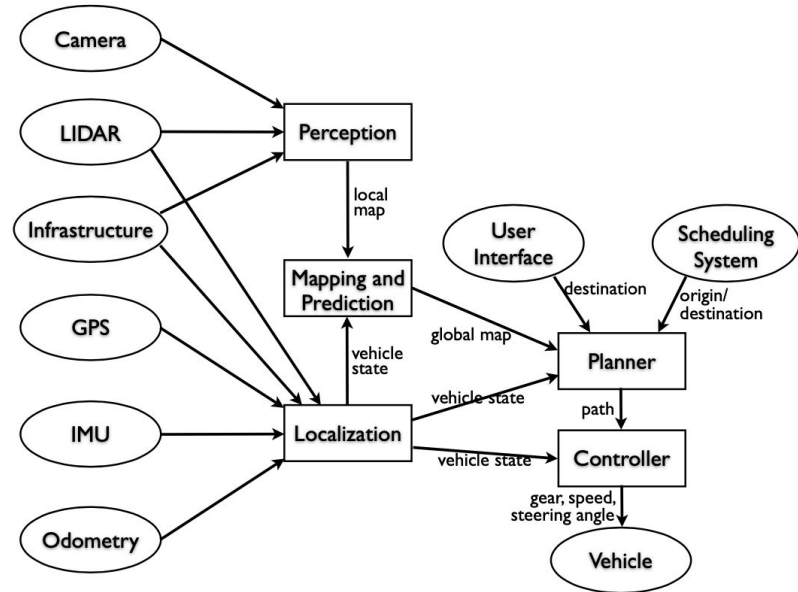 Camera
LIDAR
Perception
Infrastructure
local
map
User
Interface
Scheduling
System
Mapping and
Prediction
destination
origin/
destination
GPS
vehicle
state
global map
Planner
vehicle state
path
IMU
Localization
vehicle state
Controller
gear, speed,
steering angle
Odometry
Vehicle